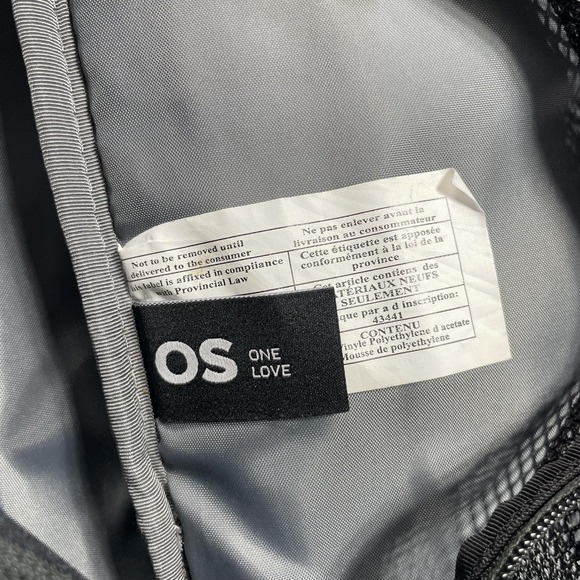 Not to be removed until
delivered to the consumer
label is affixed in compliance
with Provincial Law
Ne pas enlever avant la
livraison au consommateur
Cette étiquette est apposée
conformément à la loi de la
province
Cet article contient des
MATÉRIAUX NEUFS
SEULEMENT
que par a d inscription:
43441
CONTENU
Vinyle Polyethylene d acetate
Mousse de polyethylene
OS ONE
LOVE